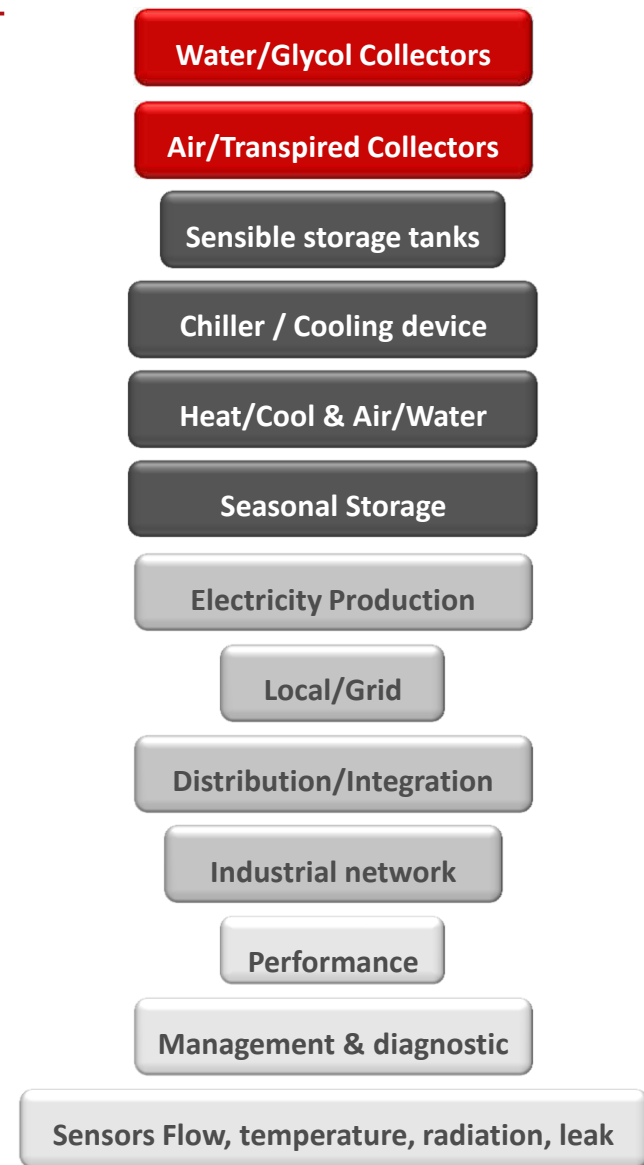 Water/Glycol Collectors
Air/Transpired Collectors
Sensible storage tanks
Chiller / Cooling device
Heat/Cool & Air/Water
Seasonal Storage
Electricity Production
Local/Grid
Distribution/Integration
Industrial network
Performance
Management & diagnostic
Sensors Flow, temperature, radiation, leak